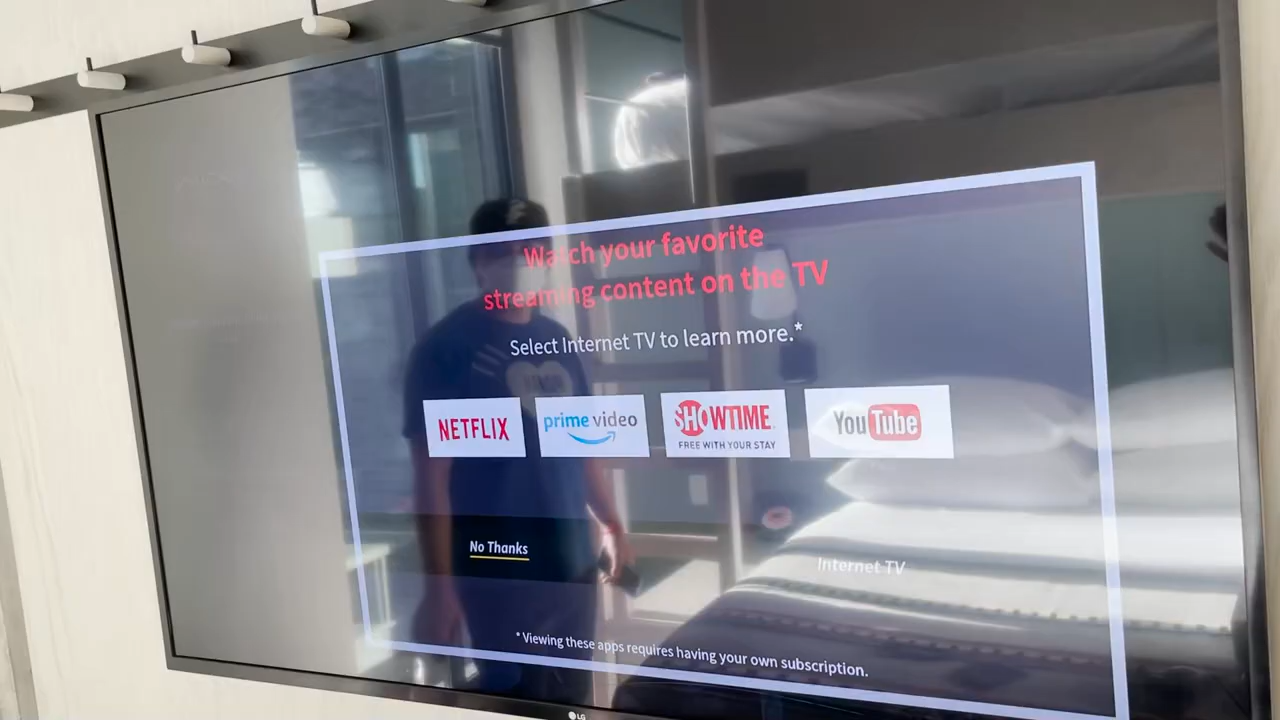 Watch your favorite
streaming content on the TV
Select Internet TV to learn more.*
NETFLIX
prime video
SHOWTIME
FREE WITH YOUR STAY
YouTube
No Thanks
Internet TV
* Viewing these apps requires having your own subscription.
LG